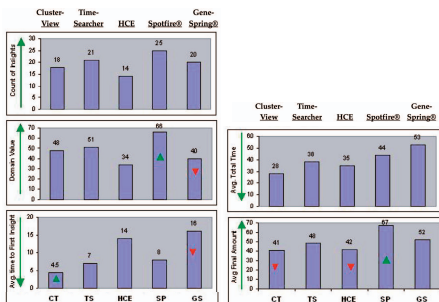 Cluster-
View
Time-
Searcher
HCE
Spotfire®
Gene-
Spring®
Count of Insights
30
25
20
15
10
5
0
18
21
14
25
20
Domain Value
70
60
50
40
30
20
10
0
48
51
34
66
40
Avg time to First Insight
20
15
10
5
0
4.5
7
14
8
16
CT
TS
HCE
SP
GS
Cluster-
View
Time-
Searcher
HCE
Spotfire®
Gene-
Spring®
Avg. Total Time
60
50
40
30
20
10
0
28
38
35
44
53
Avg Final Amount
70
60
50
40
30
20
10
0
41
48
42
67
52
CT
TS
HCE
SP
GS